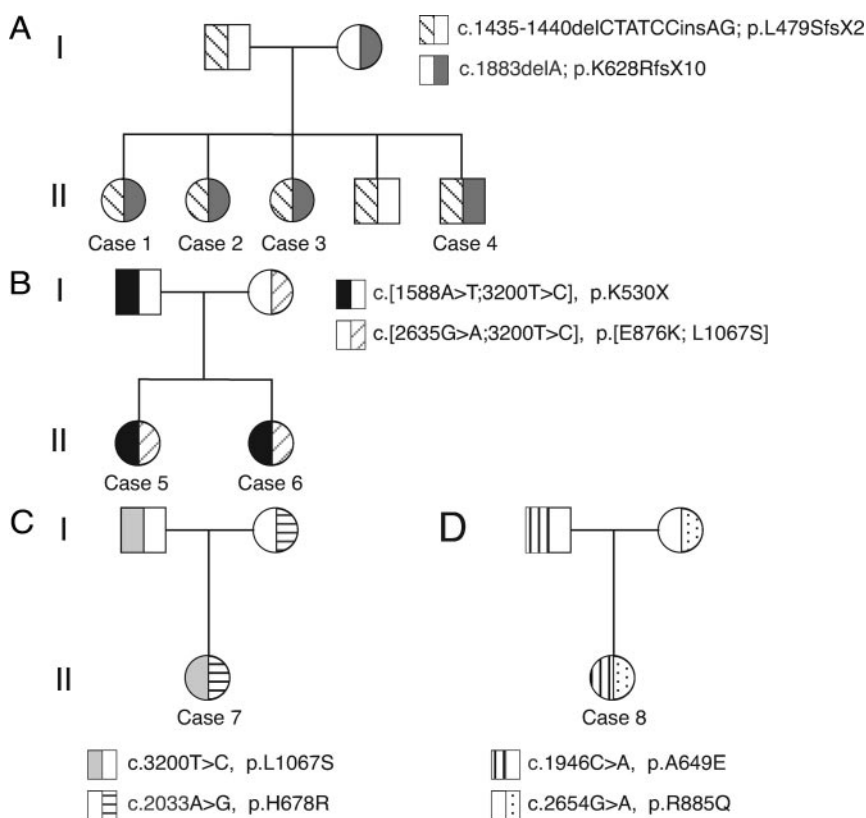 A
I
c.1435-1440delCTATCCinsAG; p.L479SfsX2
c.1883delA; p.K628RfsX10
II
Case 1 Case 2 Case 3 Case 4
B
I
c.[1588A>T;3200T>C], p.K530X
c.[2635G>A;3200T>C], p.[E876K; L1067S]
II
Case 5 Case 6
C I D
II
Case 7 Case 8
c.3200T>C, p.L1067S c.1946C>A, p.A649E
c.2033A>G, p.H678R c.2654G>A, p.R885Q